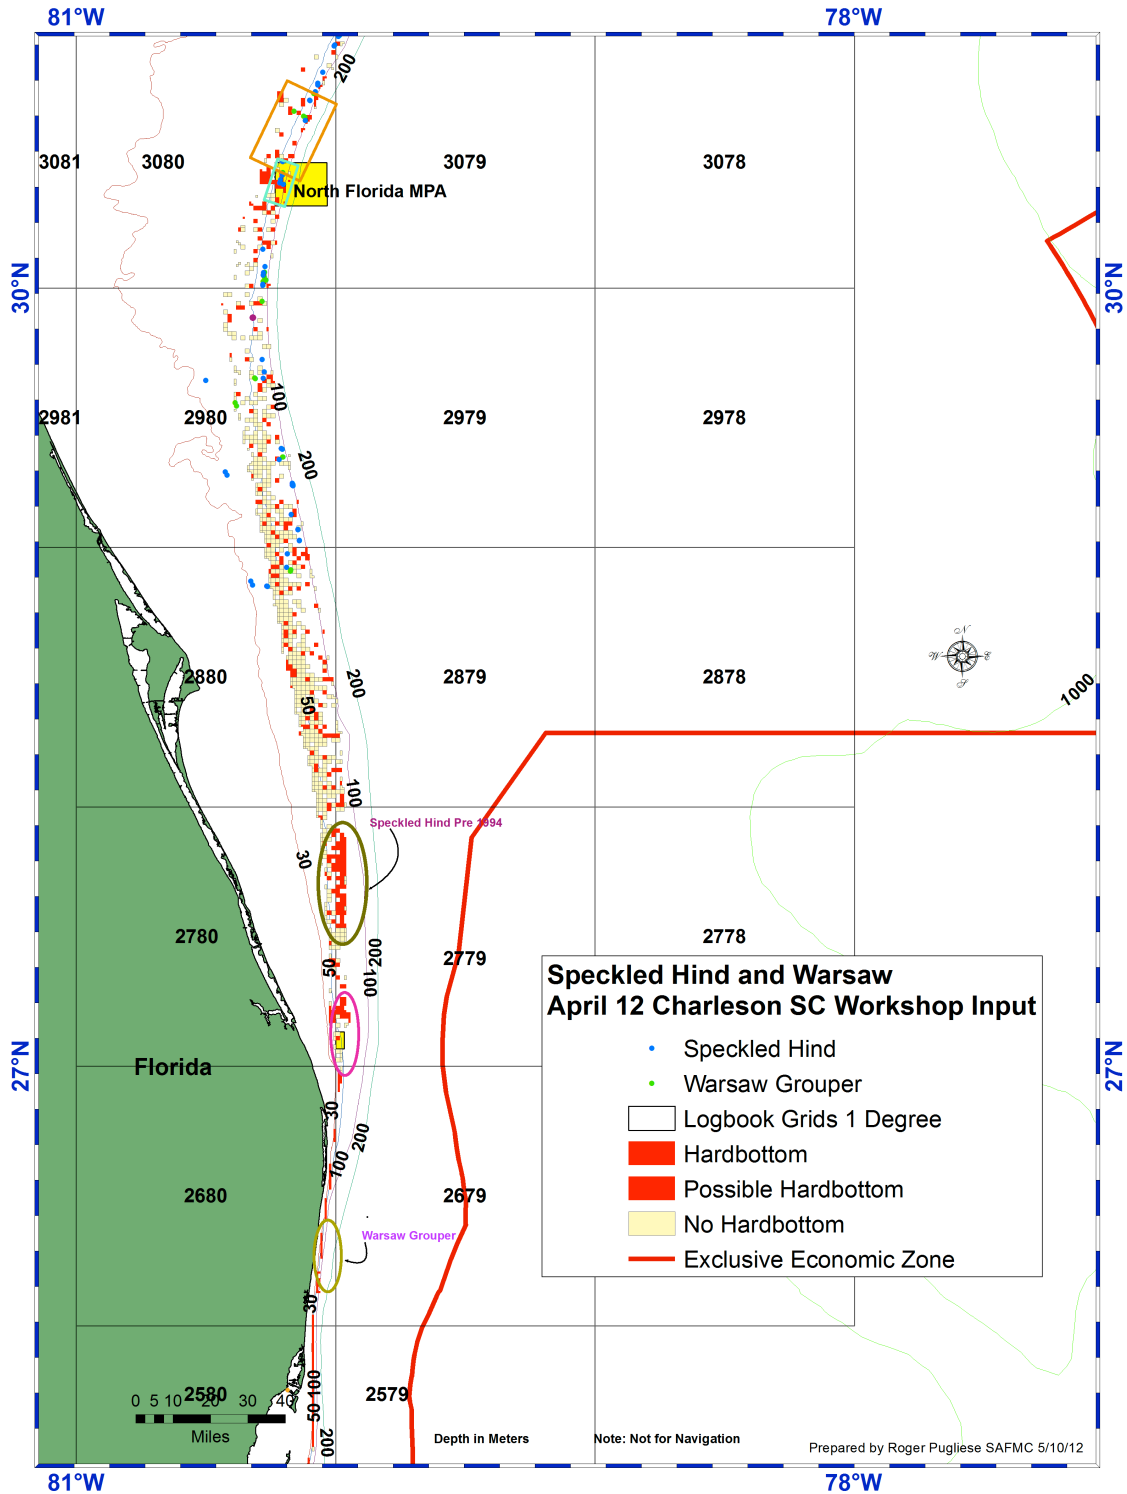 81°W
78°W
200
3081
3080
3079
3078
North Florida MPA
30°N
30°N
100
2981
2980
2979
2978
200
N
W
E
S
2880
200
2879
2878
50
1000
100
Speckled Hind Pre 1994
30
2780
2778
50
200
100
2779
Speckled Hind and Warsaw
April 12 Charleson SC Workshop Input
Speckled Hind
Warsaw Grouper
Logbook Grids 1 Degree
Hardbottom
Possible Hardbottom
No Hardbottom
Exclusive Economic Zone
27°N
27°N
Florida
30
200
100
2680
2679
Warsaw Grouper
30
2580
2579
0 5 10 20 30 40
Miles
50 100
200
Depth in Meters
Note: Not for Navigation
Prepared by Roger Pugliese SAFMC 5/10/12
81°W
78°W